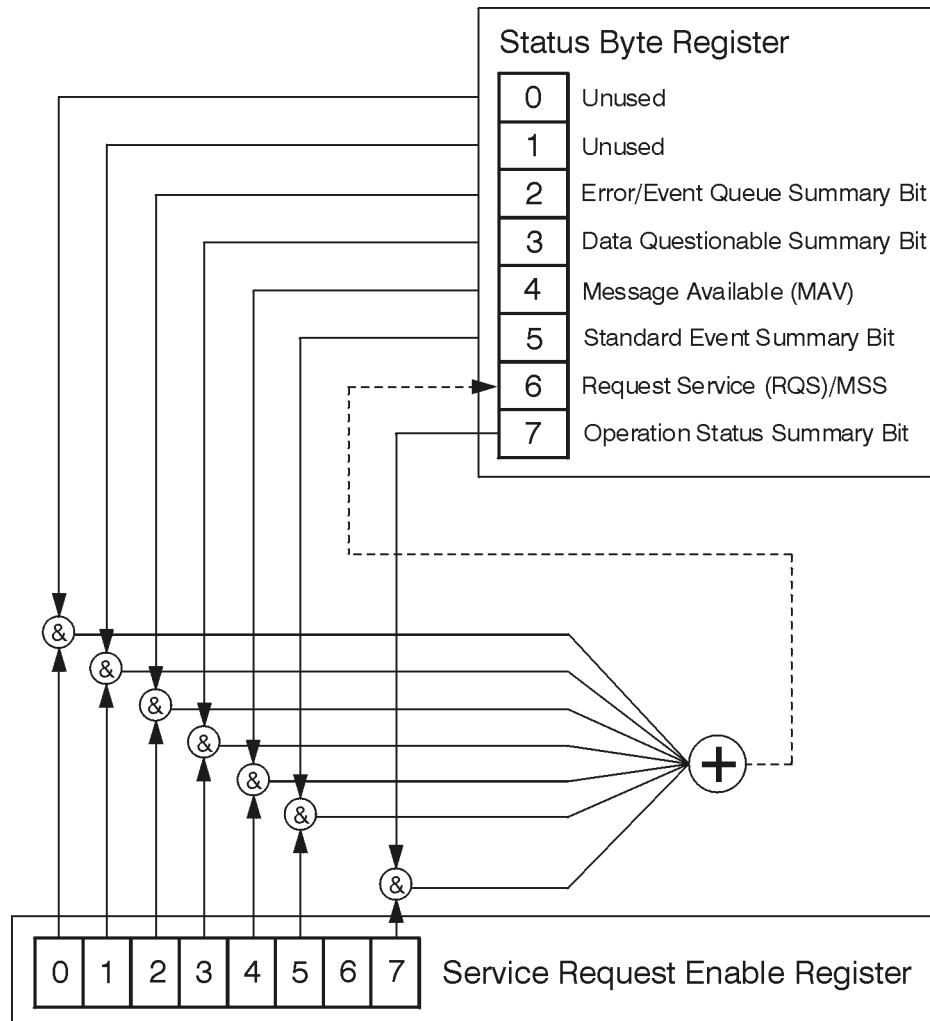 Status Byte Register
0 Unused
1 Unused
2 Error/Event Queue Summary Bit
3 Data Questionable Summary Bit
4 Message Available (MAV)
5 Standard Event Summary Bit
6 Request Service (RQS)/MSS
7 Operation Status Summary Bit
&
&
&
&
&
&
&
+
0 1 2 3 4 5 6 7 Service Request Enable Register